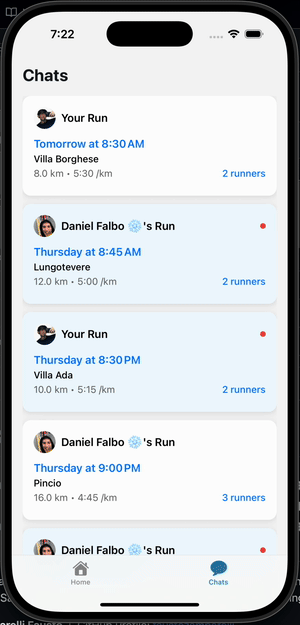 7:22
Chats
Your Run
Tomorrow at 8:30 AM
Villa Borghese
8.0 km • 5:30 /km
2 runners
Daniel Falbo 🪩's Run
Thursday at 8:45 AM
Lungotevere
12.0 km • 5:00 /km
2 runners
Your Run
Thursday at 8:30 PM
Villa Ada
10.0 km • 5:15 /km
2 runners
Daniel Falbo 🪩's Run
Thursday at 9:00 PM
Pincio
16.0 km • 4:45 /km
3 runners
Daniel Falbo 🪩's Run
Home
Chats